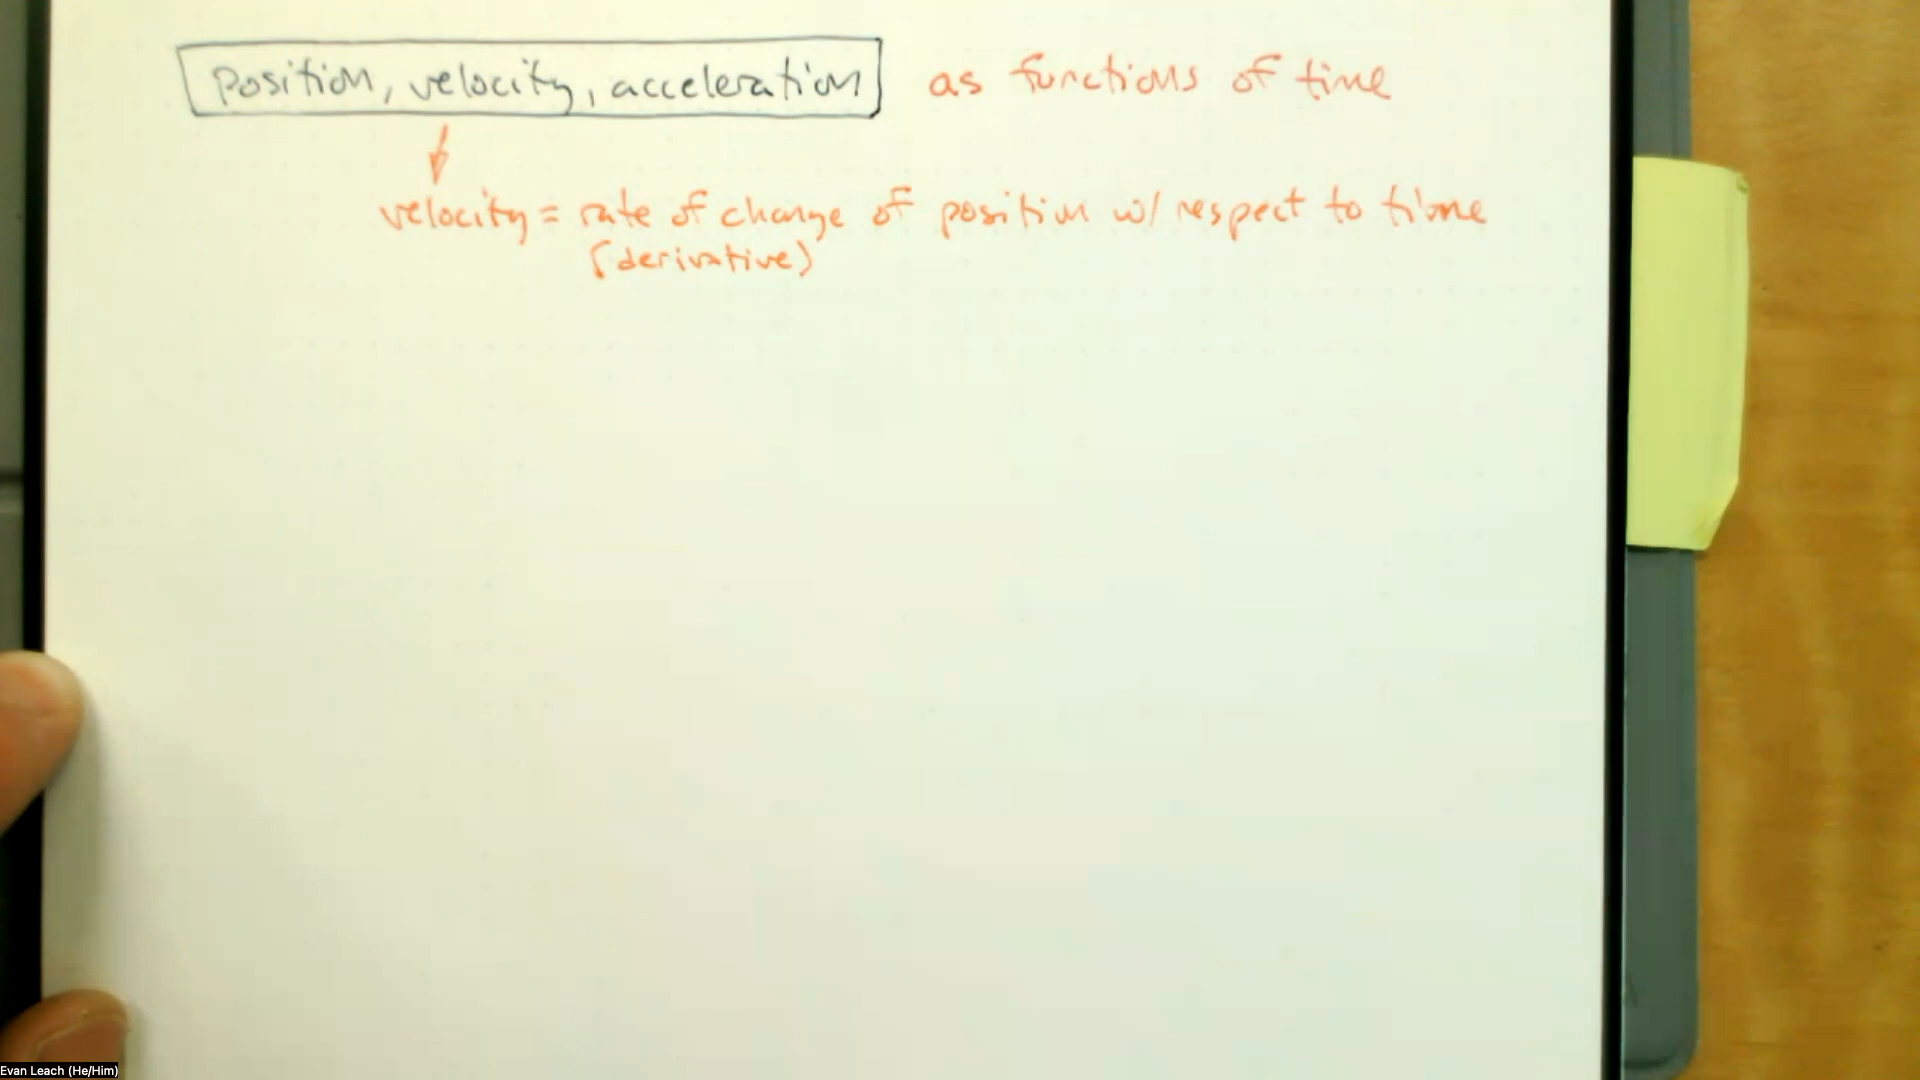 position, velocity, acceleration as functions of time
velocity = rate of change of position w/ respect to time
(derivative)
Evan Leach (He/Him)